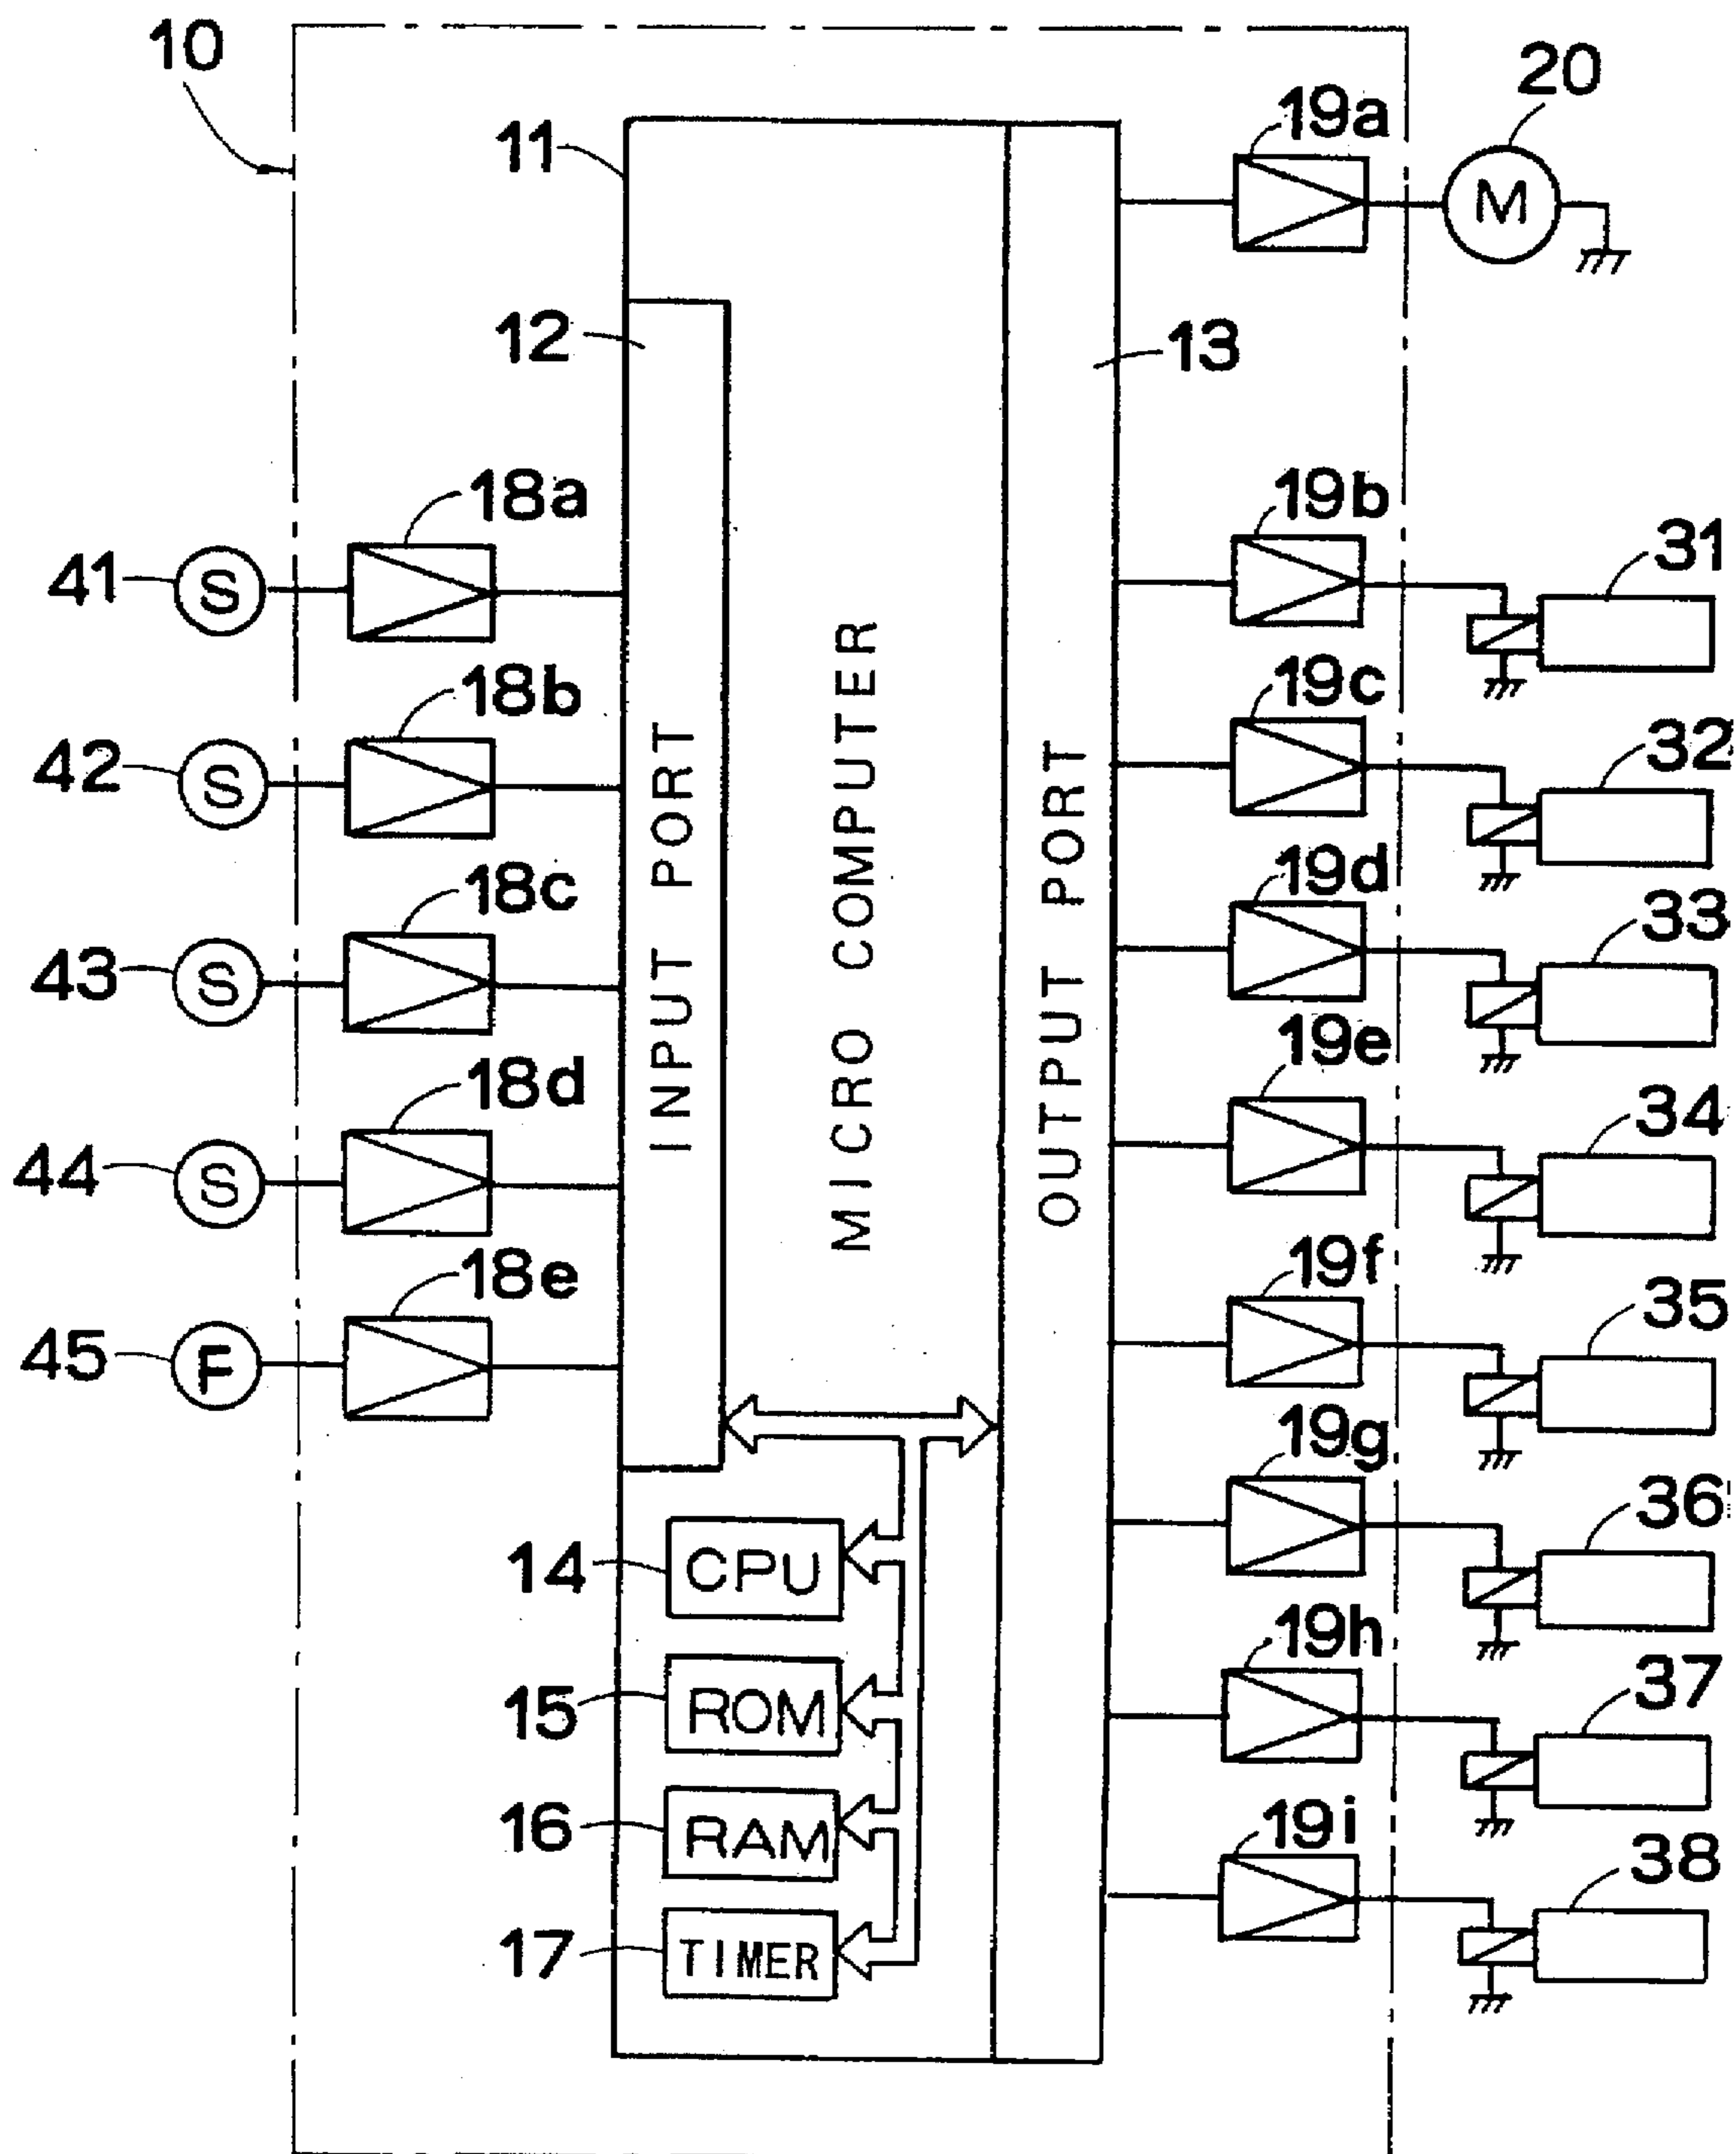 10
20
19a
M
11
12
13
18a
41
S
19b
31
18b
42
S
19c
32
18c
43
S
19d
33
18d
44
S
19e
34
18e
45
F
19f
35
INPUT PORT
MICRO COMPUTER
OUTPUT PORT
19g
36
14
CPU
19h
37
15
ROM
16
RAM
19i
38
17
TIMER